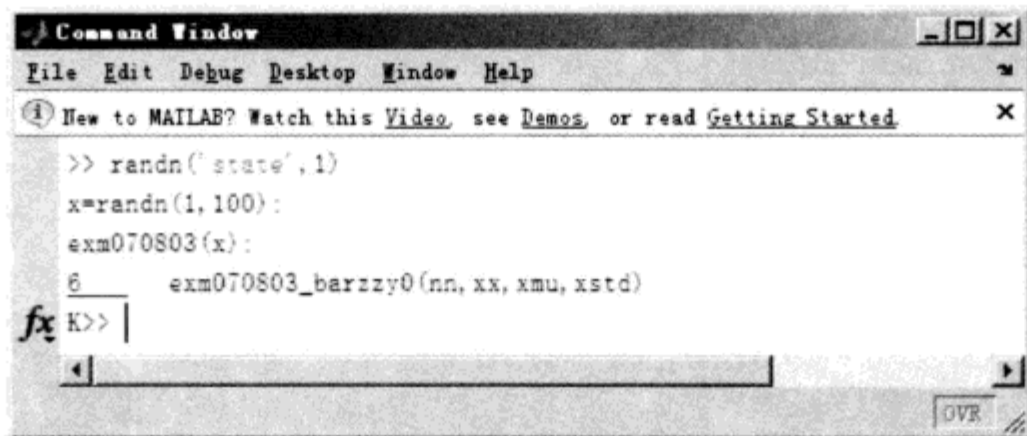 Command Window
File Edit Debug Desktop Window Help
New to MATLAB? Watch this Video, see Demos, or read Getting Started.
>> randn('state',1)
x=randn(1,100);
exm070803(x);
6 exm070803_barzzy0(nn,xx,xmu,xstd)
fx K>>
OVR